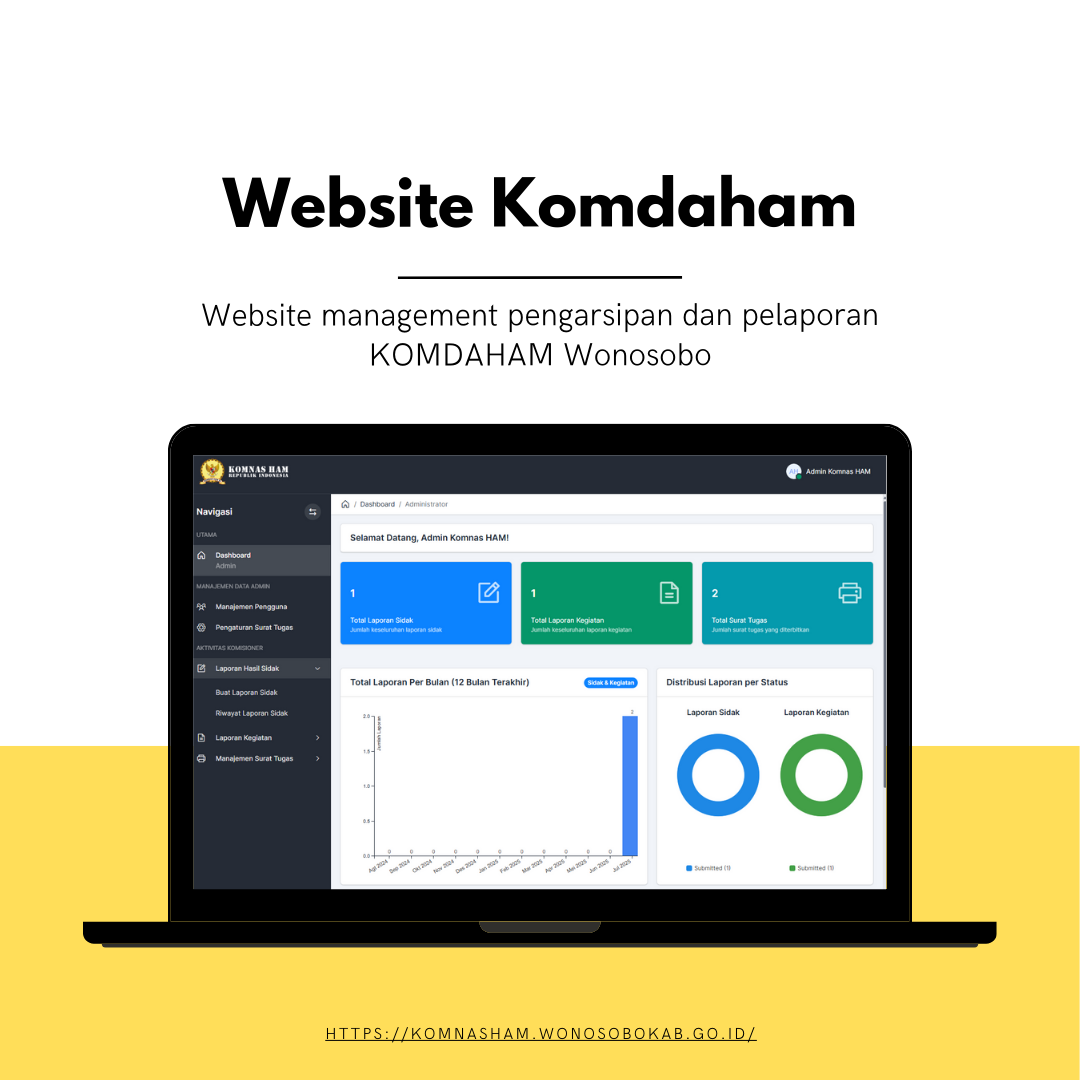 Website Komdaham
Website management pengarsipan dan pelaporan
KOMDAHAM Wonosobo
KOMNAS HAM
REPUBLIK INDONESIA
AH
Admin Komnas HAM
Navigasi
/ Dashboard / Administrator
UTAMA
Dashboard
Admin
MANAJEMEN DATA ADMIN
Manajemen Pengguna
Pengaturan Surat Tugas
AKTIVITAS KOMISIONER
Laporan Hasil Sidak
Buat Laporan Sidak
Riwayat Laporan Sidak
Laporan Kegiatan
Manajemen Surat Tugas
Selamat Datang, Admin Komnas HAM!
1
Total Laporan Sidak
Jumlah keseluruhan laporan sidak
1
Total Laporan Kegiatan
Jumlah keseluruhan laporan kegiatan
2
Total Surat Tugas
Jumlah surat tugas yang diterbitkan
Total Laporan Per Bulan (12 Bulan Terakhir)
Sidak & Kegiatan
Jumlah Laporan
2.0
1.5
1.0
0.5
0.0
0 0 0 0 0 0 0 0 0 0 0 2
Agt 2024 Sep 2024 Okt 2024 Nov 2024 Des 2024 Jan 2025 Feb 2025 Mar 2025 Apr 2025 Mei 2025 Jun 2025 Jul 2025
Distribusi Laporan per Status
Laporan Sidak
Laporan Kegiatan
Submitted (1)
Submitted (1)
HTTPS://KOMNASHAM.WONOSOBOKAB.GO.ID/